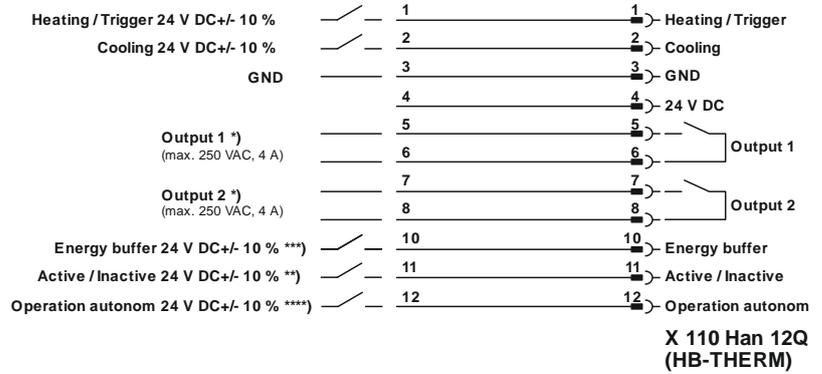 Heating / Trigger 24 V DC+/- 10 % 1 1 Heating / Trigger
Cooling 24 V DC+/- 10 % 2 2 Cooling
GND 3 3 GND
4 4 24 V DC
Output 1 *) 5 5
(max. 250 VAC, 4 A) 6 6 Output 1
Output 2 *) 7 7
(max. 250 VAC, 4 A) 8 8 Output 2
Energy buffer 24 V DC+/- 10 % ***) 10 10 Energy buffer
Active / Inactive 24 V DC+/- 10 % **) 11 11 Active / Inactive
Operation autonom 24 V DC+/- 10 % ****) 12 12 Operation autonom
X 110 Han 12Q
(HB-THERM)